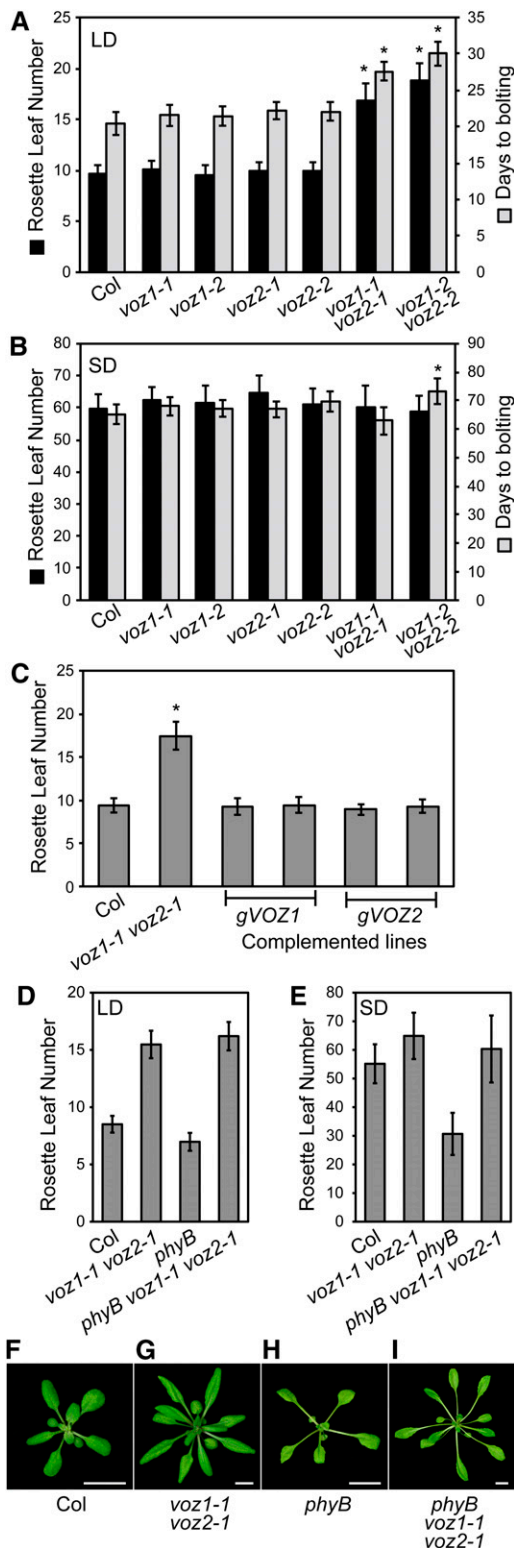 A
LD
Rosette Leaf Number
25
20
15
10
5
0
35
30
25
20
15
10
5
0
Days to bolting
* * * *
Col
voz1-1
voz1-2
voz2-1
voz2-2
voz1-1
voz2-1
voz1-2
voz2-2
B
SD
Rosette Leaf Number
80
70
60
50
40
30
20
10
0
90
80
70
60
50
40
30
20
10
0
Days to bolting
*
Col
voz1-1
voz1-2
voz2-1
voz2-2
voz1-1
voz2-1
voz1-2
voz2-2
C
Rosette Leaf Number
25
20
15
10
5
0
*
Col
voz1-1 voz2-1
gVOZ1
gVOZ2
Complemented lines
D
LD
Rosette Leaf Number
20
15
10
5
0
Col
voz1-1 voz2-1
phyB
phyB voz1-1 voz2-1
E
SD
Rosette Leaf Number
80
70
60
50
40
30
20
10
0
Col
voz1-1 voz2-1
phyB
phyB voz1-1 voz2-1
F
G
H
I
Col
voz1-1
voz2-1
phyB
phyB
voz1-1
voz2-1